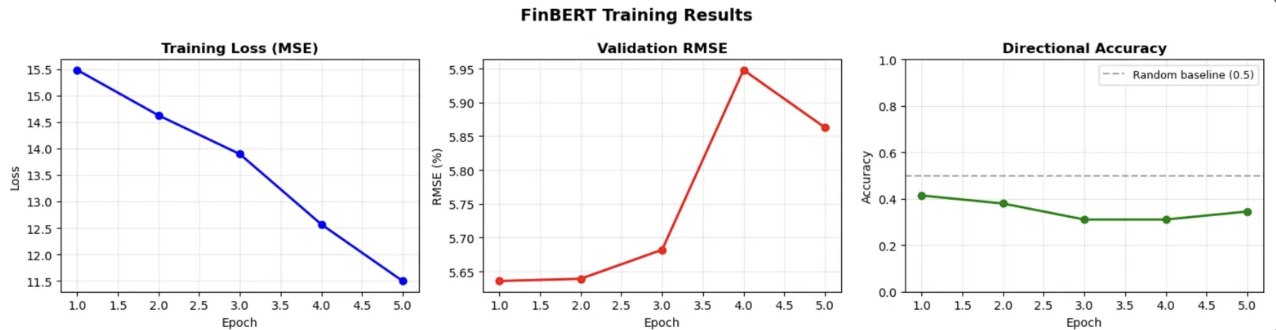 FinBERT Training Results
Training Loss (MSE)
15.5
15.0
14.5
14.0
13.5
13.0
12.5
12.0
11.5
Loss
1.0 1.5 2.0 2.5 3.0 3.5 4.0 4.5 5.0
Epoch
Validation RMSE
5.95
5.90
5.85
5.80
5.75
5.70
5.65
RMSE (%)
1.0 1.5 2.0 2.5 3.0 3.5 4.0 4.5 5.0
Epoch
Directional Accuracy
Random baseline (0.5)
1.0
0.8
0.6
0.4
0.2
0.0
Accuracy
1.0 1.5 2.0 2.5 3.0 3.5 4.0 4.5 5.0
Epoch